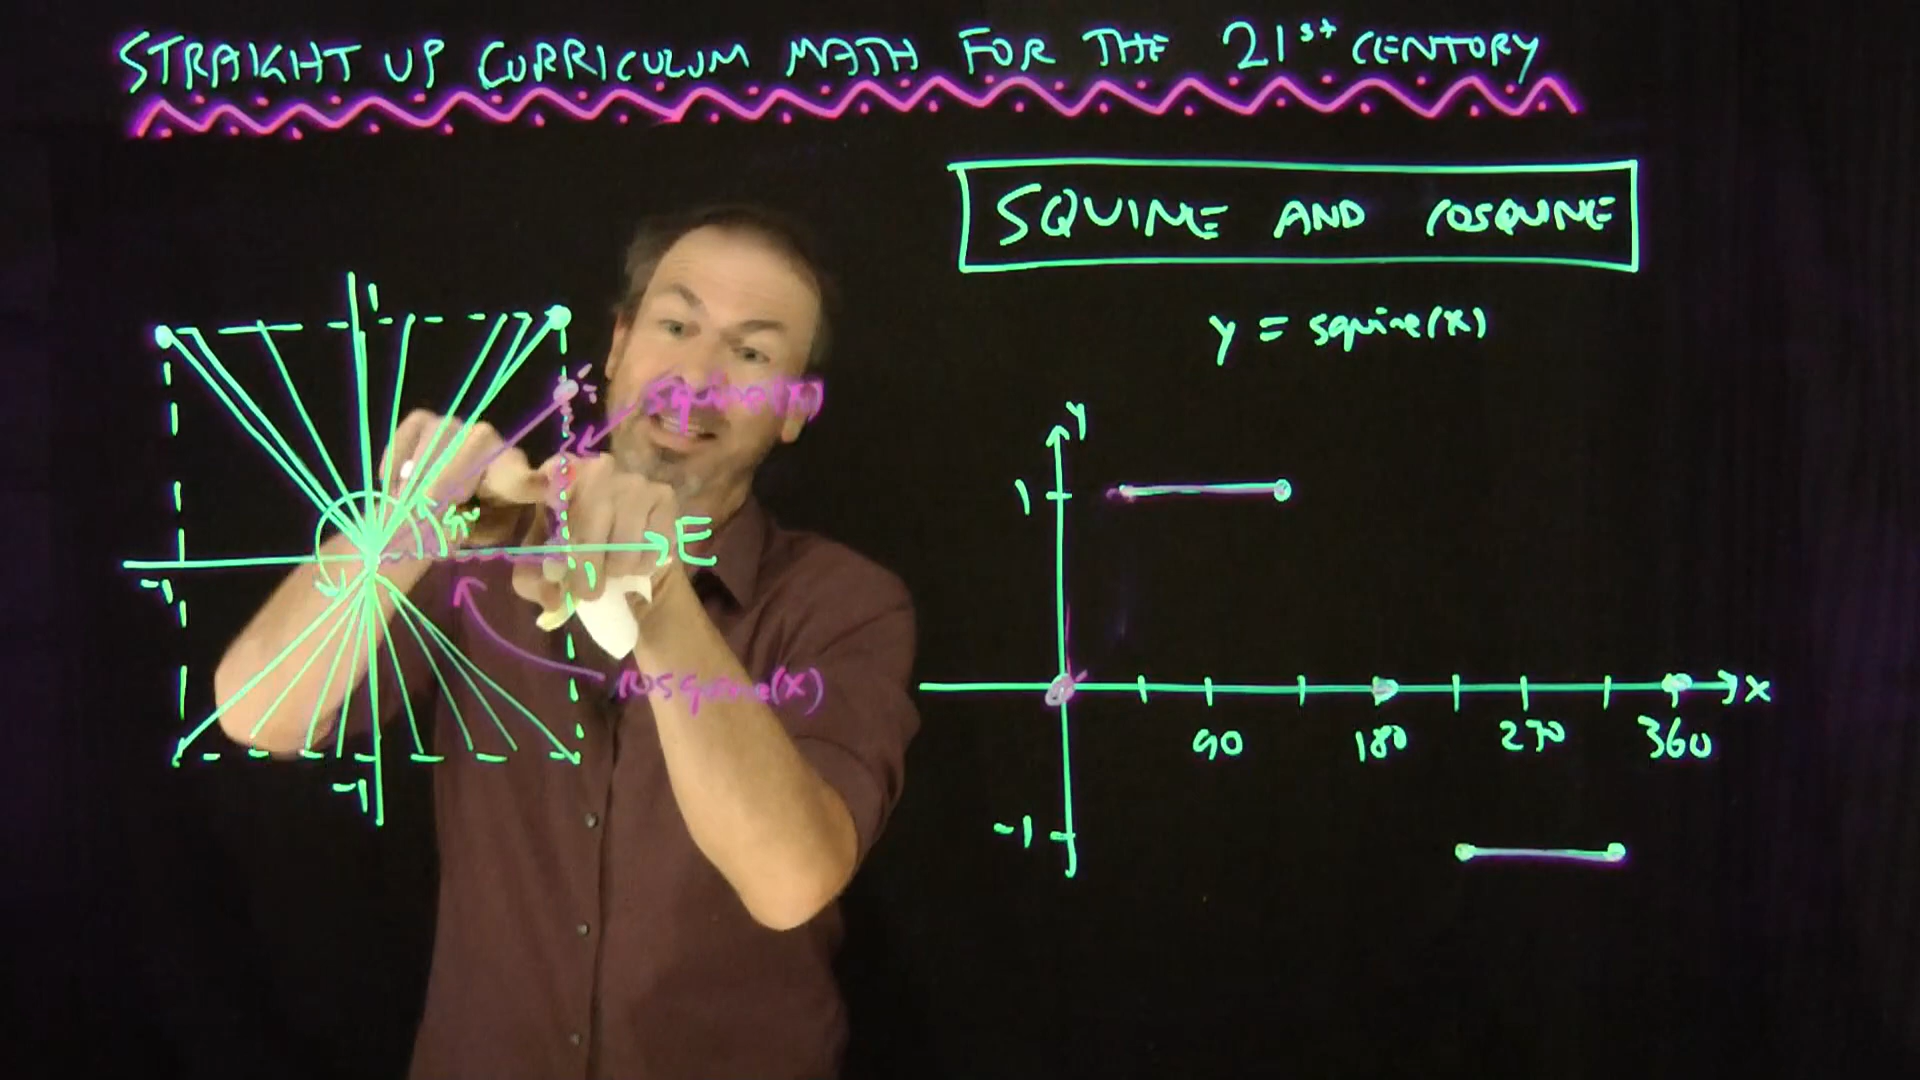 STRAIGHT UP CURRICULUM MATH FOR THE 21st CENTURY
SQUINE AND COSQUINE
y = squine(x)
1
squine(x)
y
1
E
-1
1
cosquine(x)
x
90 180 270 360
-1
-1